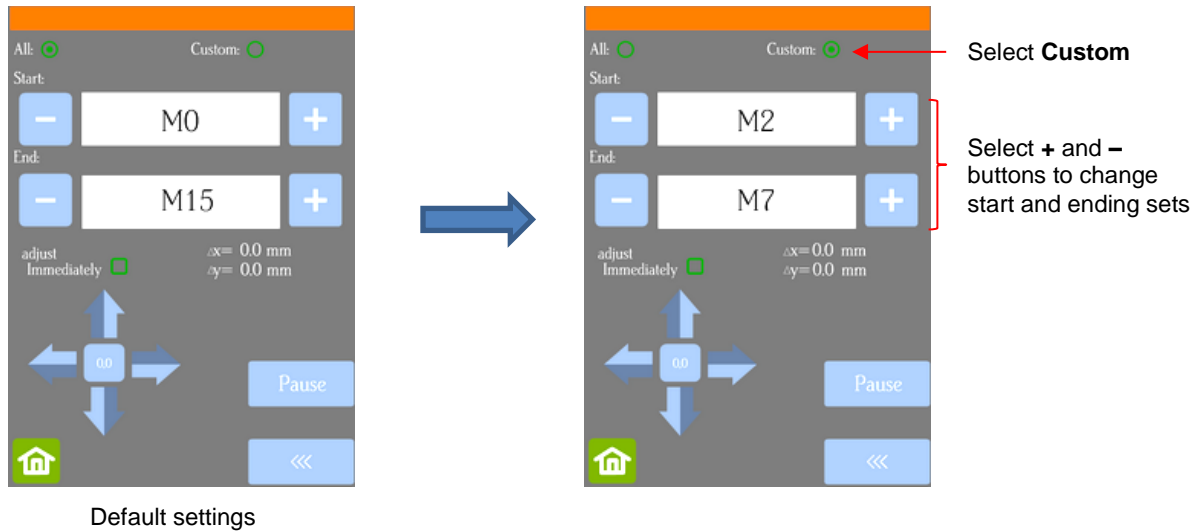 All: Custom:
Start:
− M0 +
End:
− M15 +
adjust
Immediately
△x= 0.0 mm
△y= 0.0 mm
0.0
Pause
<<<
Default settings
All: Custom:
Start:
− M2 +
End:
− M7 +
adjust
Immediately
△x=0.0 mm
△y=0.0 mm
0.0
Pause
<<<
Select Custom
Select + and –
buttons to change
start and ending sets